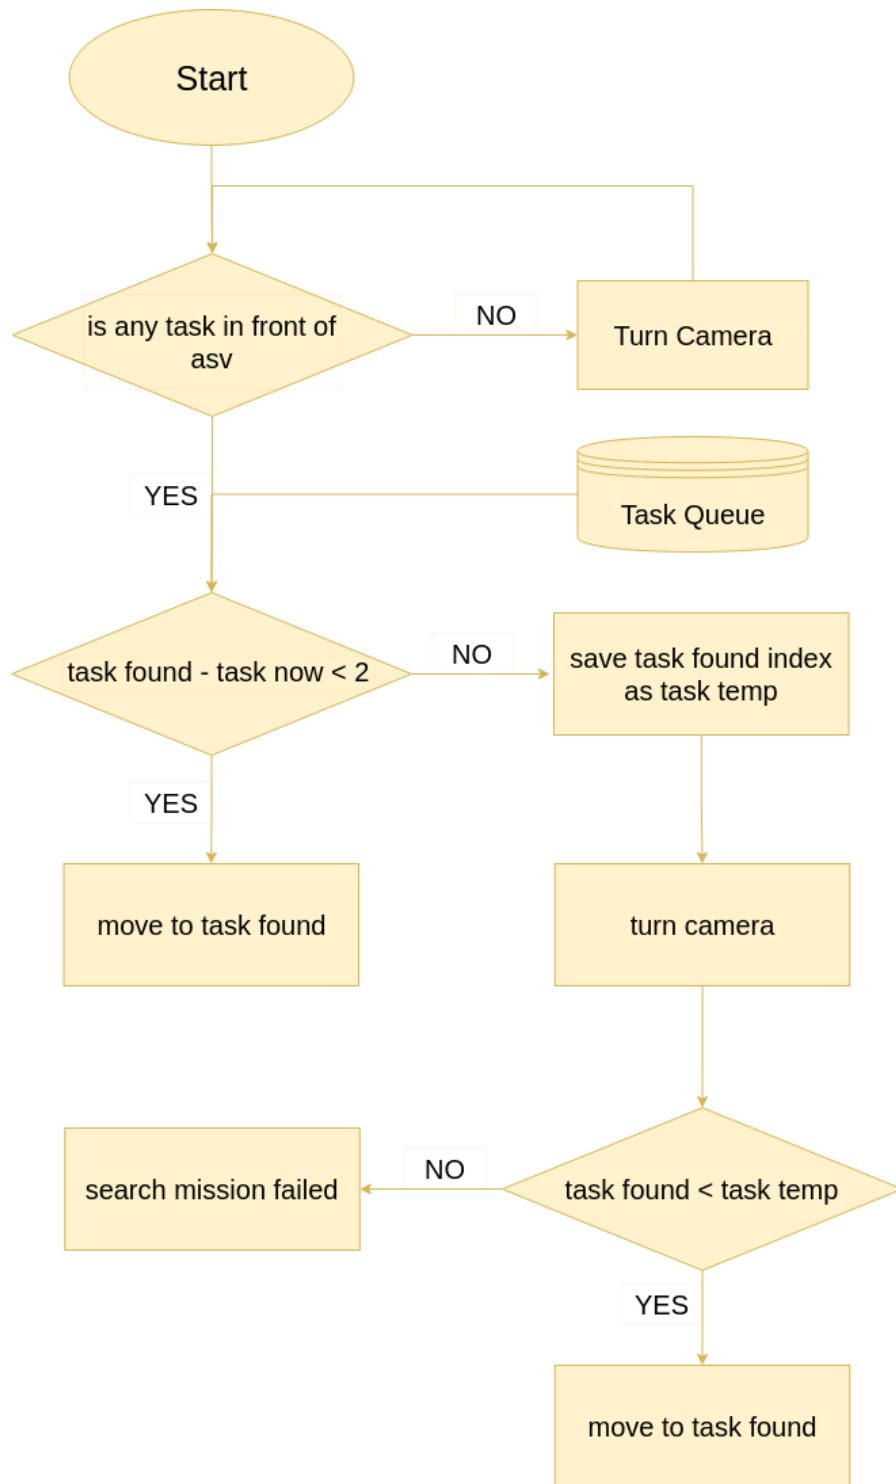 Start
is any task in front of
asv
NO
Turn Camera
YES
Task Queue
task found - task now < 2
NO
save task found index
as task temp
YES
move to task found
turn camera
search mission failed
NO
task found < task temp
YES
move to task found